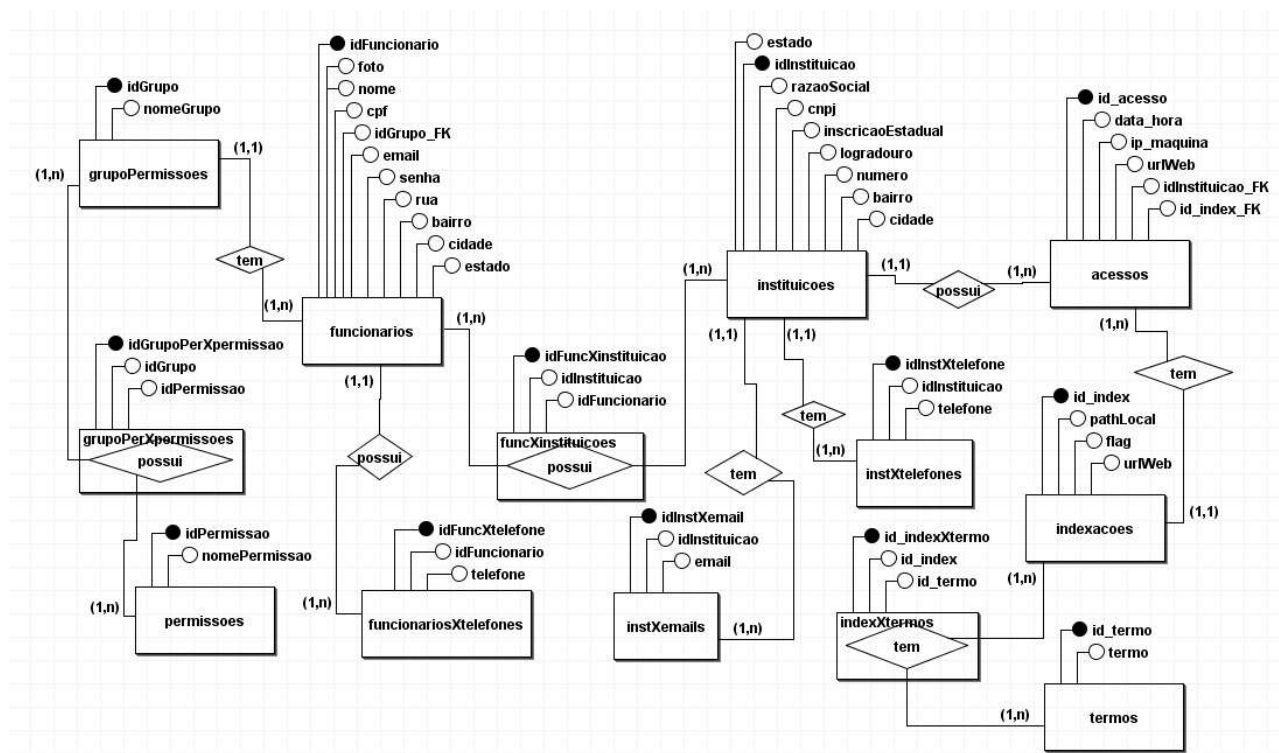 idGrupo
nomeGrupo
(1,1)
(1,n)
grupoPermissoes
tem
idFuncionario
foto
nome
cpf
idGrupo_FK
email
senha
rua
bairro
cidade
estado
(1,n)
funcionarios
(1,n)
(1,1)
estado
idInstituicao
razaoSocial
cnpj
inscricaoEstadual
logradouro
numero
bairro
cidade
(1,n)
instituicoes
(1,1)
(1,1)
(1,1)
possui
(1,n)
id_acesso
data_hora
ip_maquina
urlWeb
idInstituicao_FK
id_index_FK
acessos
(1,n)
tem
idGrupoPerXpermissao
idGrupo
idPermissao
grupoPerXpermissoes
possui
possui
idFuncXinstituicao
idInstituicao
idFuncionario
funcXinstituicoes
possui
tem
tem
idInstXtelefone
idInstituicao
telefone
(1,n)
instXtelefones
id_index
pathLocal
flag
urlWeb
indexacoes
(1,1)
(1,n)
idPermissao
nomePermissao
(1,n)
permissoes
idFuncXtelefone
idFuncionario
telefone
(1,n)
funcionariosXtelefones
idInstXemail
idInstituicao
email
instXemails
(1,n)
id_indexXtermo
id_index
id_termo
indexXtermos
tem
id_termo
termo
(1,n)
termos